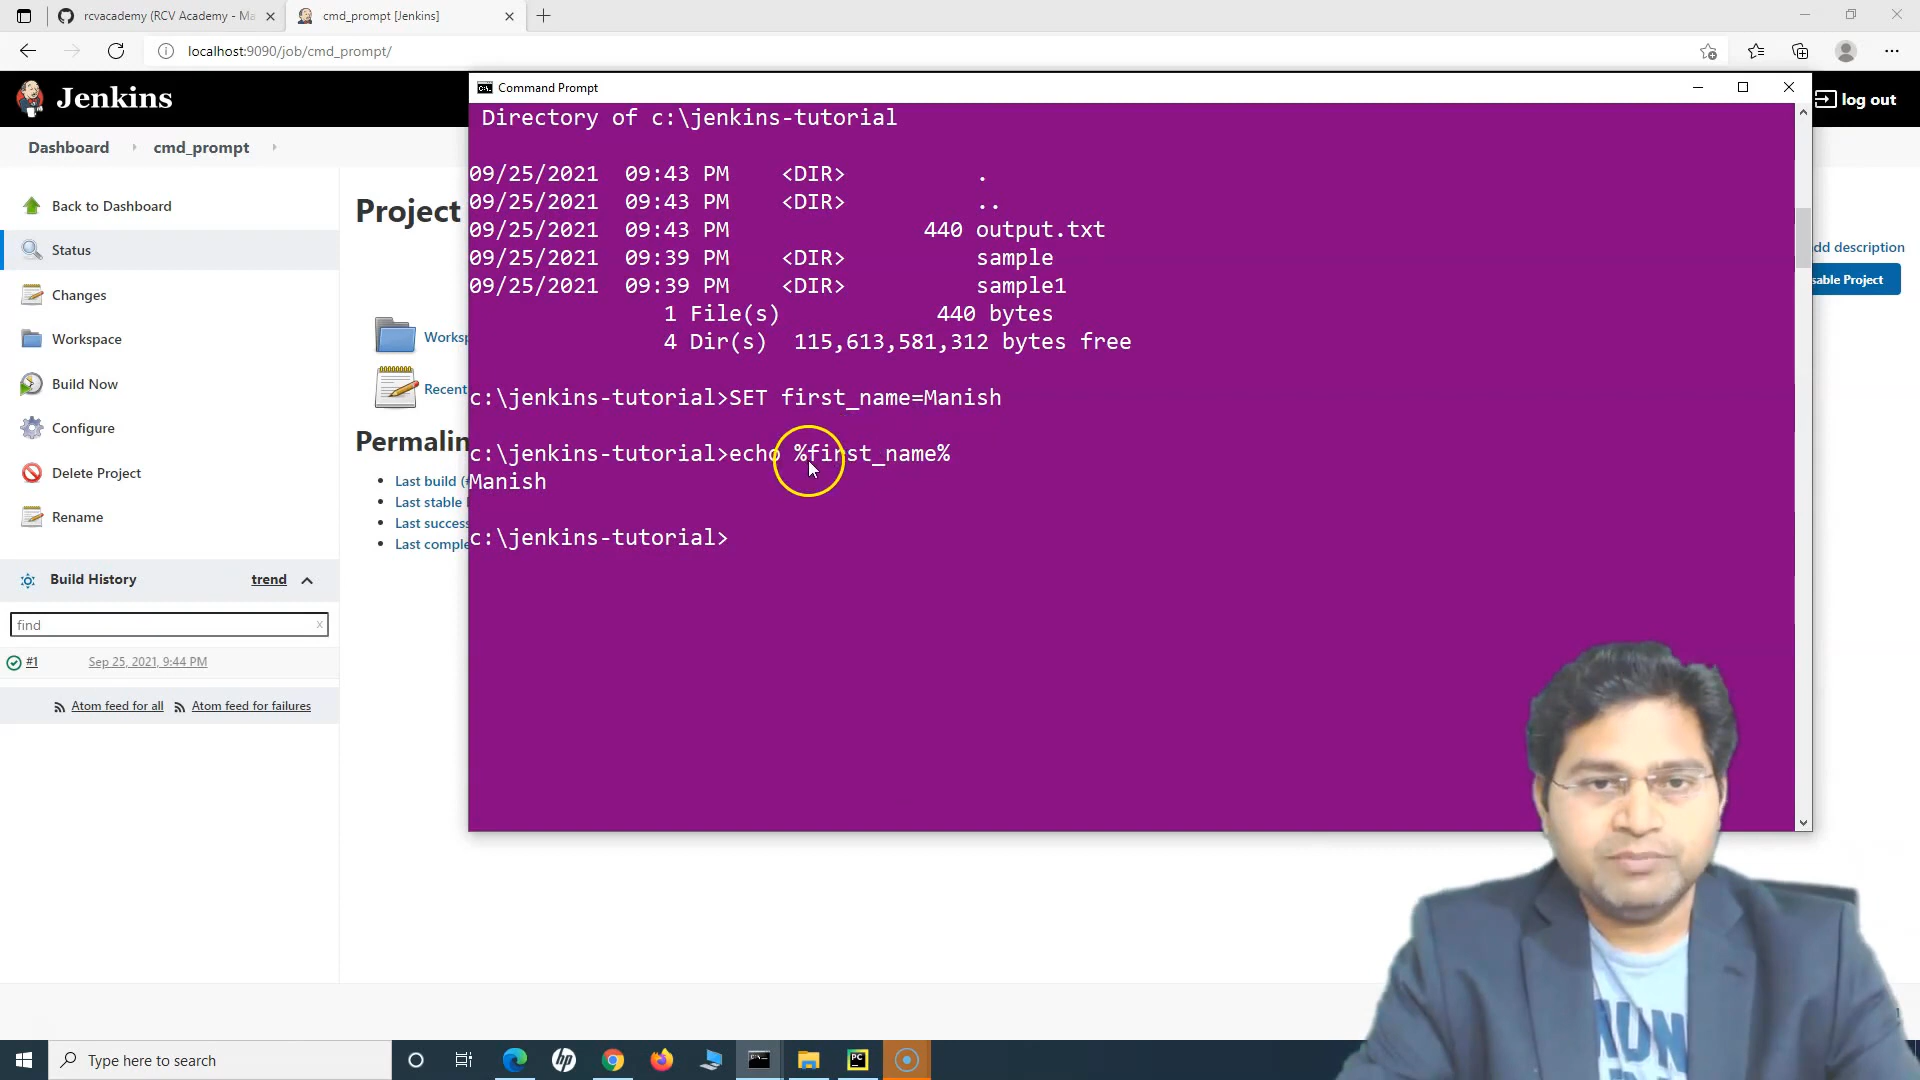 rcvacademy (RCV Academy - Ma
cmd_prompt [Jenkins]
localhost:9090/job/cmd_prompt/
Jenkins
log out
Dashboard
cmd_prompt
Back to Dashboard
Status
Changes
Workspace
Build Now
Configure
Delete Project
Rename
Build History
trend
find
x
#1
Sep 25, 2021, 9:44 PM
Atom feed for all
Atom feed for failures
Project
dd description
sable Project
Works
Recent
Permalin
Last build (#
Last stable
Last success
Last comple
Command Prompt
Directory of c:\jenkins-tutorial
09/25/2021 09:43 PM <DIR> .
09/25/2021 09:43 PM <DIR> ..
09/25/2021 09:43 PM 440 output.txt
09/25/2021 09:39 PM <DIR> sample
09/25/2021 09:39 PM <DIR> sample1
1 File(s) 440 bytes
4 Dir(s) 115,613,581,312 bytes free
c:\jenkins-tutorial>SET first_name=Manish
c:\jenkins-tutorial>echo %first_name%
Manish
c:\jenkins-tutorial>
Type here to search